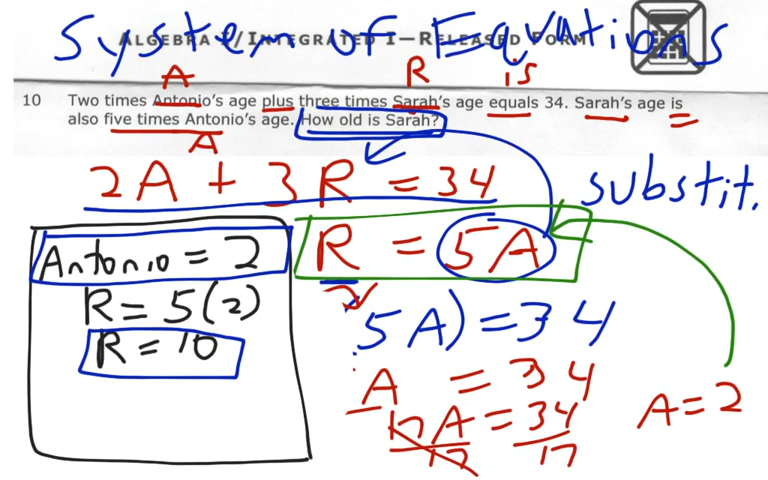 System of Equations
ALGEBRA I/INTEGRATED I—RELEASED FORM
A R is
10 Two times Antonio's age plus three times Sarah's age equals 34. Sarah's age is
also five times Antonio's age. How old is Sarah?
A
2A + 3R = 34
substit.
Antonio = 2
R = 5A
R = 5(2)
5A) = 34
R = 10
A = 34
17A = 34
17 17
A = 2